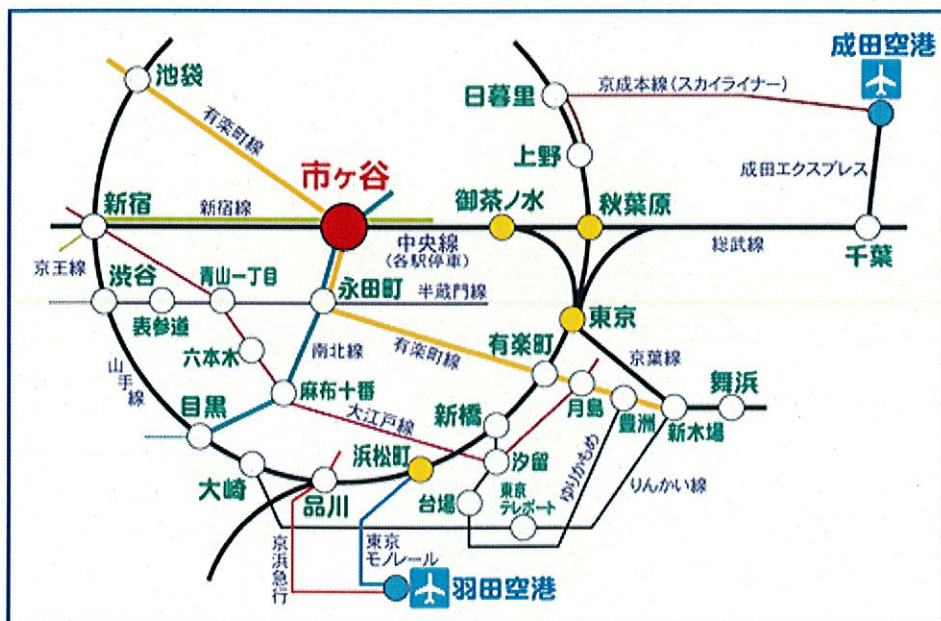 成田空港
池袋
日暮里
京成本線(スカイライナー)
有楽町線
上野
成田エクスプレス
市ヶ谷
新宿
新宿線
御茶ノ水
秋葉原
中央線
(各駅停車)
総武線
千葉
京王線
渋谷
青山一丁目
永田町
半蔵門線
表参道
東京
六本木
南北線
有楽町線
有楽町
京葉線
山手線
麻布十番
月島
豊洲
新木場
舞浜
目黒
大江戸線
新橋
浜松町
汐留
ゆりかもめ
大崎
品川
台場
東京
テレポート
りんかい線
京浜急行
東京
モノレール
羽田空港